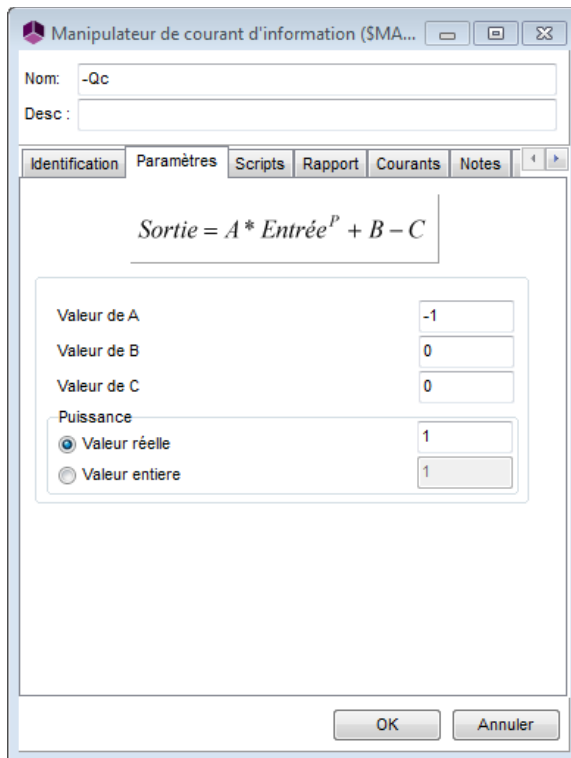 Manipulateur de courant d'information ($MA...
Nom: -Qc
Desc :
Identification Paramètres Scripts Rapport Courants Notes
Sortie = A * Entrée^P + B − C
Valeur de A -1
Valeur de B 0
Valeur de C 0
Puissance
Valeur réelle 1
Valeur entiere 1
OK Annuler